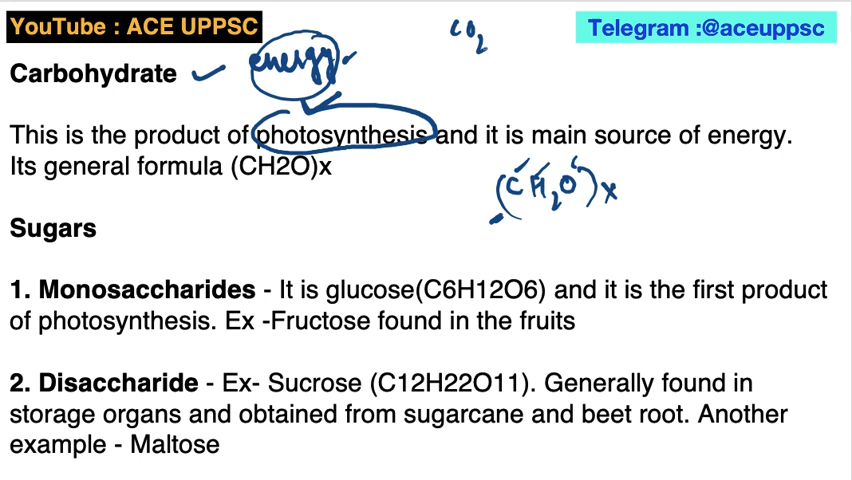 YouTube : ACE UPPSC
CO2
Telegram :@aceuppsc
energy
Carbohydrate
This is the product of photosynthesis and it is main source of energy.
Its general formula (CH2O)x
(CH2O)x
Sugars
1. Monosaccharides - It is glucose(C6H12O6) and it is the first product
of photosynthesis. Ex -Fructose found in the fruits
2. Disaccharide - Ex- Sucrose (C12H22O11). Generally found in
storage organs and obtained from sugarcane and beet root. Another
example - Maltose